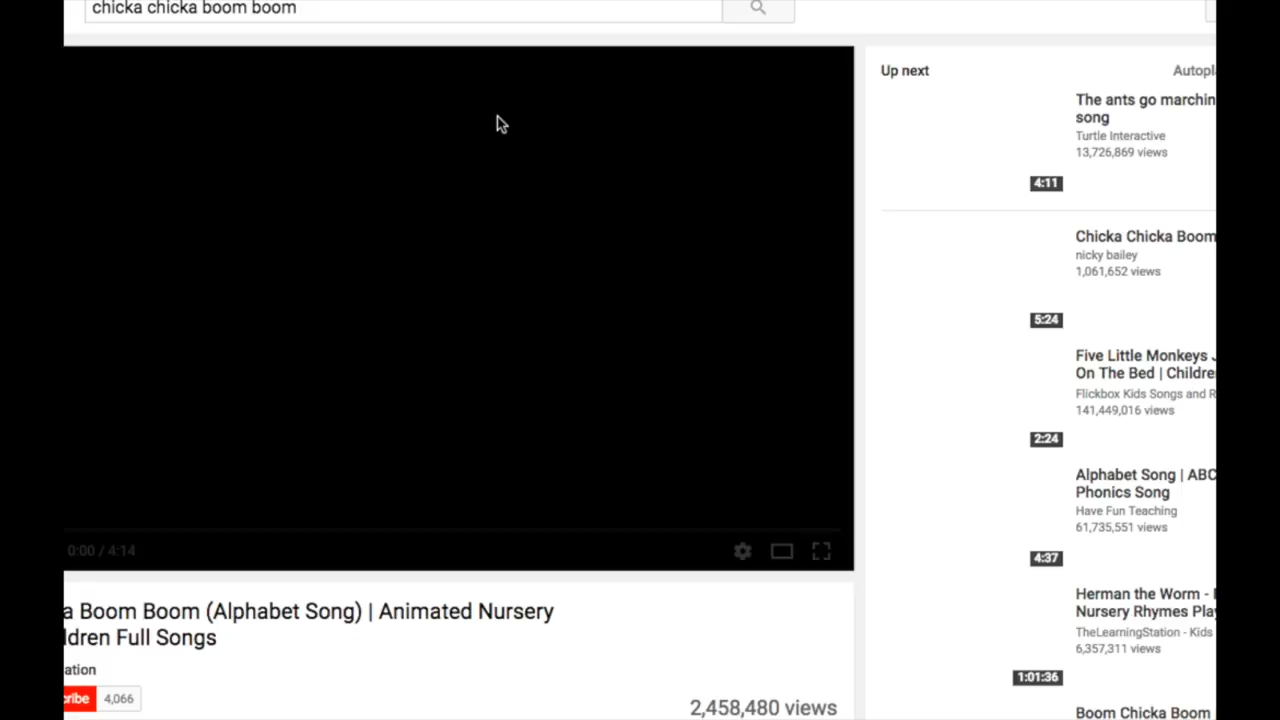 chicka chicka boom boom
Up next
Autopl
The ants go marchin
song
Turtle Interactive
13,726,869 views
4:11
Chicka Chicka Boom
nicky bailey
1,061,652 views
5:24
Five Little Monkeys J
On The Bed | Childre
Flickbox Kids Songs and R
141,449,016 views
2:24
Alphabet Song | ABC
Phonics Song
Have Fun Teaching
61,735,551 views
4:37
Herman the Worm -
Nursery Rhymes Play
TheLearningStation - Kids
6,357,311 views
1:01:36
Boom Chicka Boom
0:00 / 4:14
a Boom Boom (Alphabet Song) | Animated Nursery
ldren Full Songs
ation
cribe 4,066
2,458,480 views